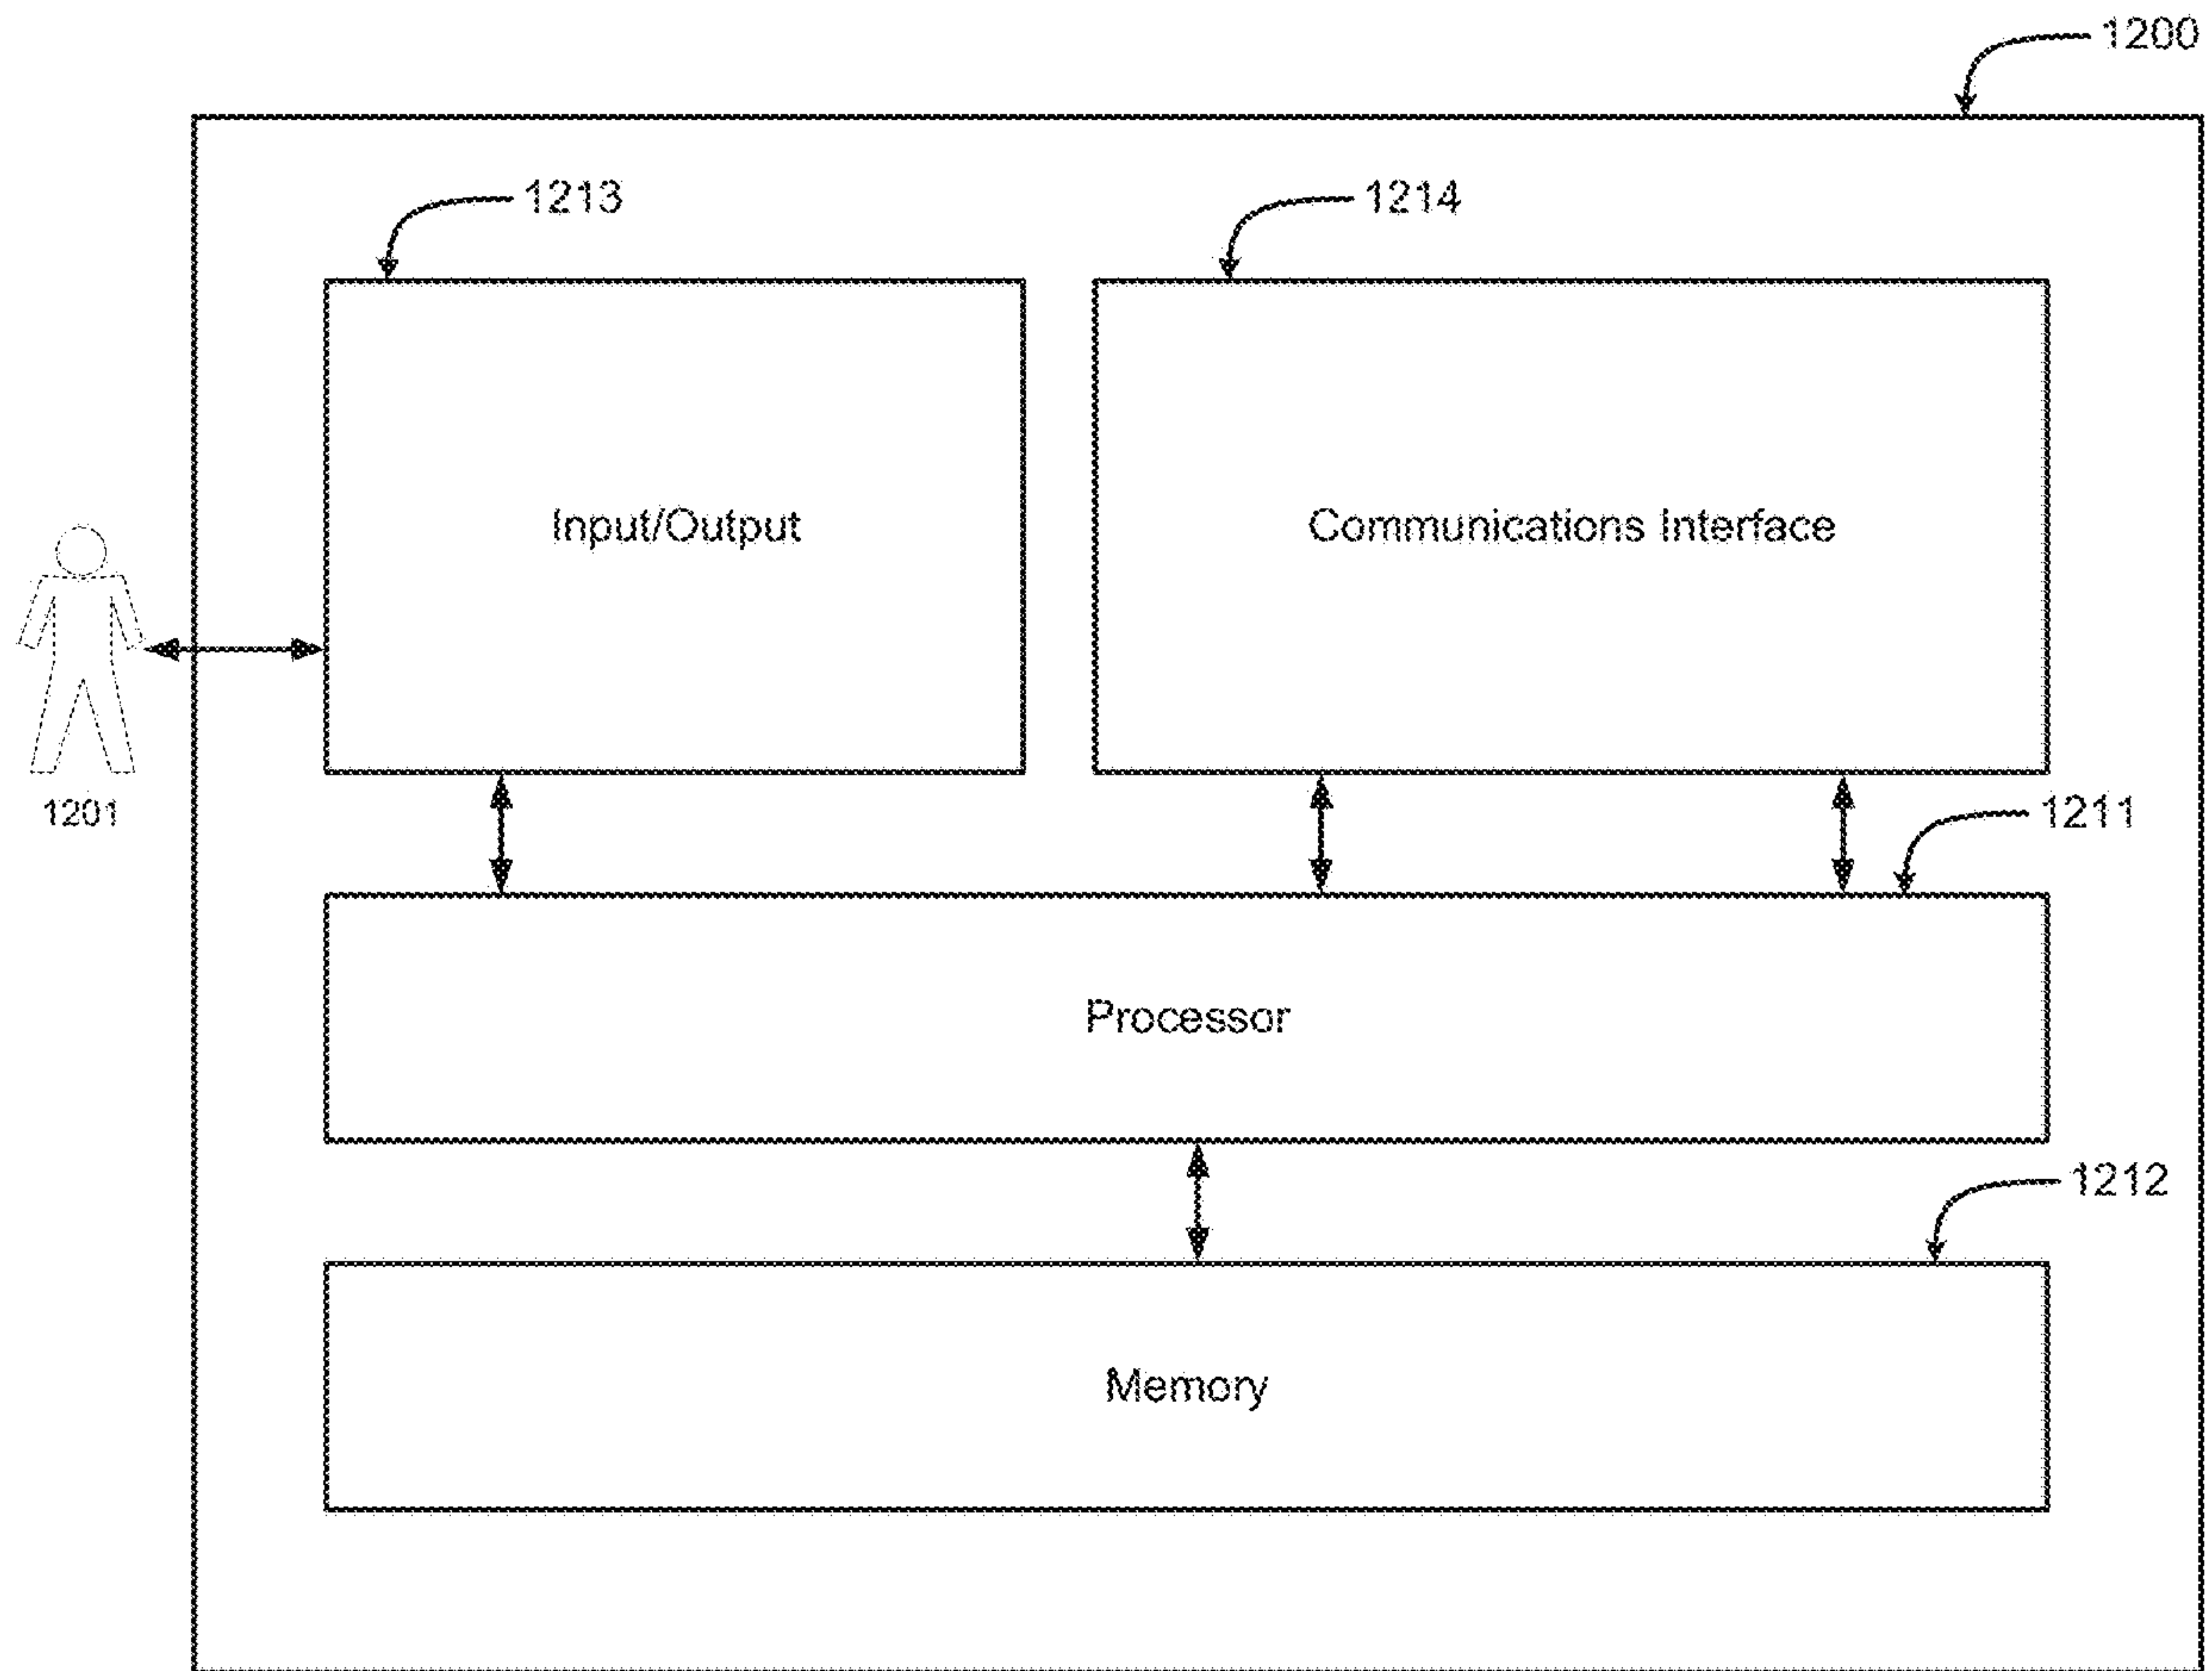 1200
1213
1214
Input/Output
Communications Interface
1201
1211
Processor
1212
Memory